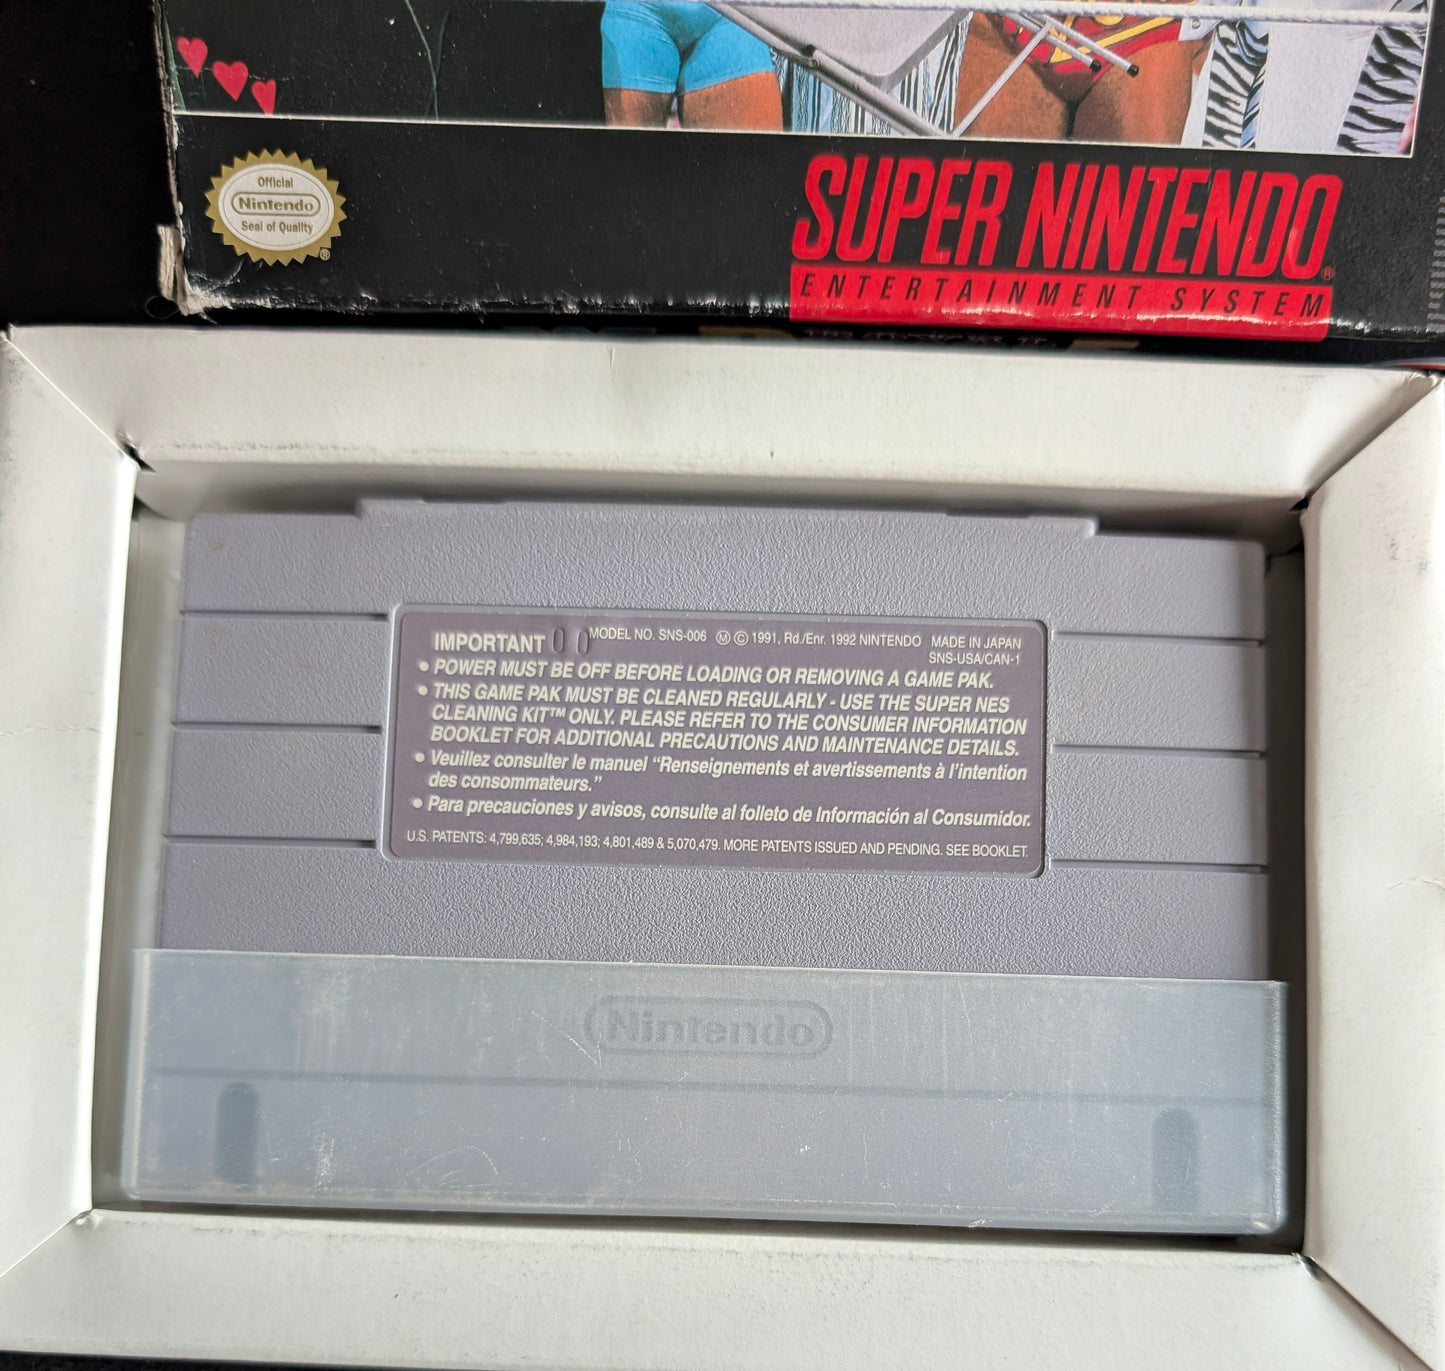 Official
Nintendo
Seal of Quality
®
SUPER NINTENDO®
ENTERTAINMENT SYSTEM
IMPORTANT 00 MODEL NO. SNS-006 Ⓜ © 1991, Rd./Enr. 1992 NINTENDO MADE IN JAPAN
SNS-USA/CAN-1
• POWER MUST BE OFF BEFORE LOADING OR REMOVING A GAME PAK.
• THIS GAME PAK MUST BE CLEANED REGULARLY - USE THE SUPER NES
CLEANING KIT™ ONLY. PLEASE REFER TO THE CONSUMER INFORMATION
BOOKLET FOR ADDITIONAL PRECAUTIONS AND MAINTENANCE DETAILS.
• Veuillez consulter le manuel “Renseignements et avertissements à l’intention
des consommateurs.”
• Para precauciones y avisos, consulte al folleto de Información al Consumidor.
U.S. PATENTS: 4,799,635; 4,984,193; 4,801,489 & 5,070,479. MORE PATENTS ISSUED AND PENDING. SEE BOOKLET.
Nintendo